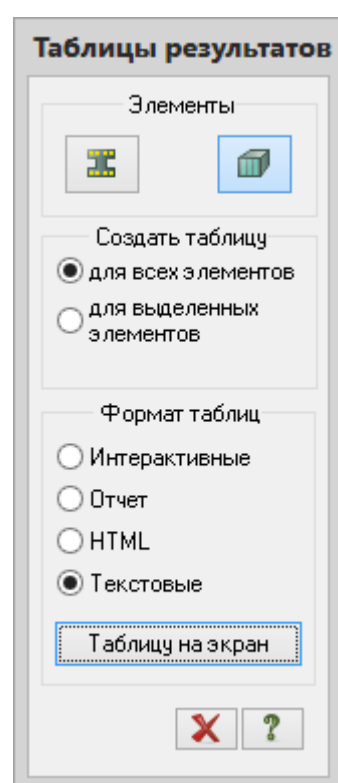 Таблицы результатов
Элементы
Создать таблицу
для всех элементов
для выделенных
элементов
Формат таблиц
Интерактивные
Отчет
HTML
Текстовые
Таблицу на экран
?